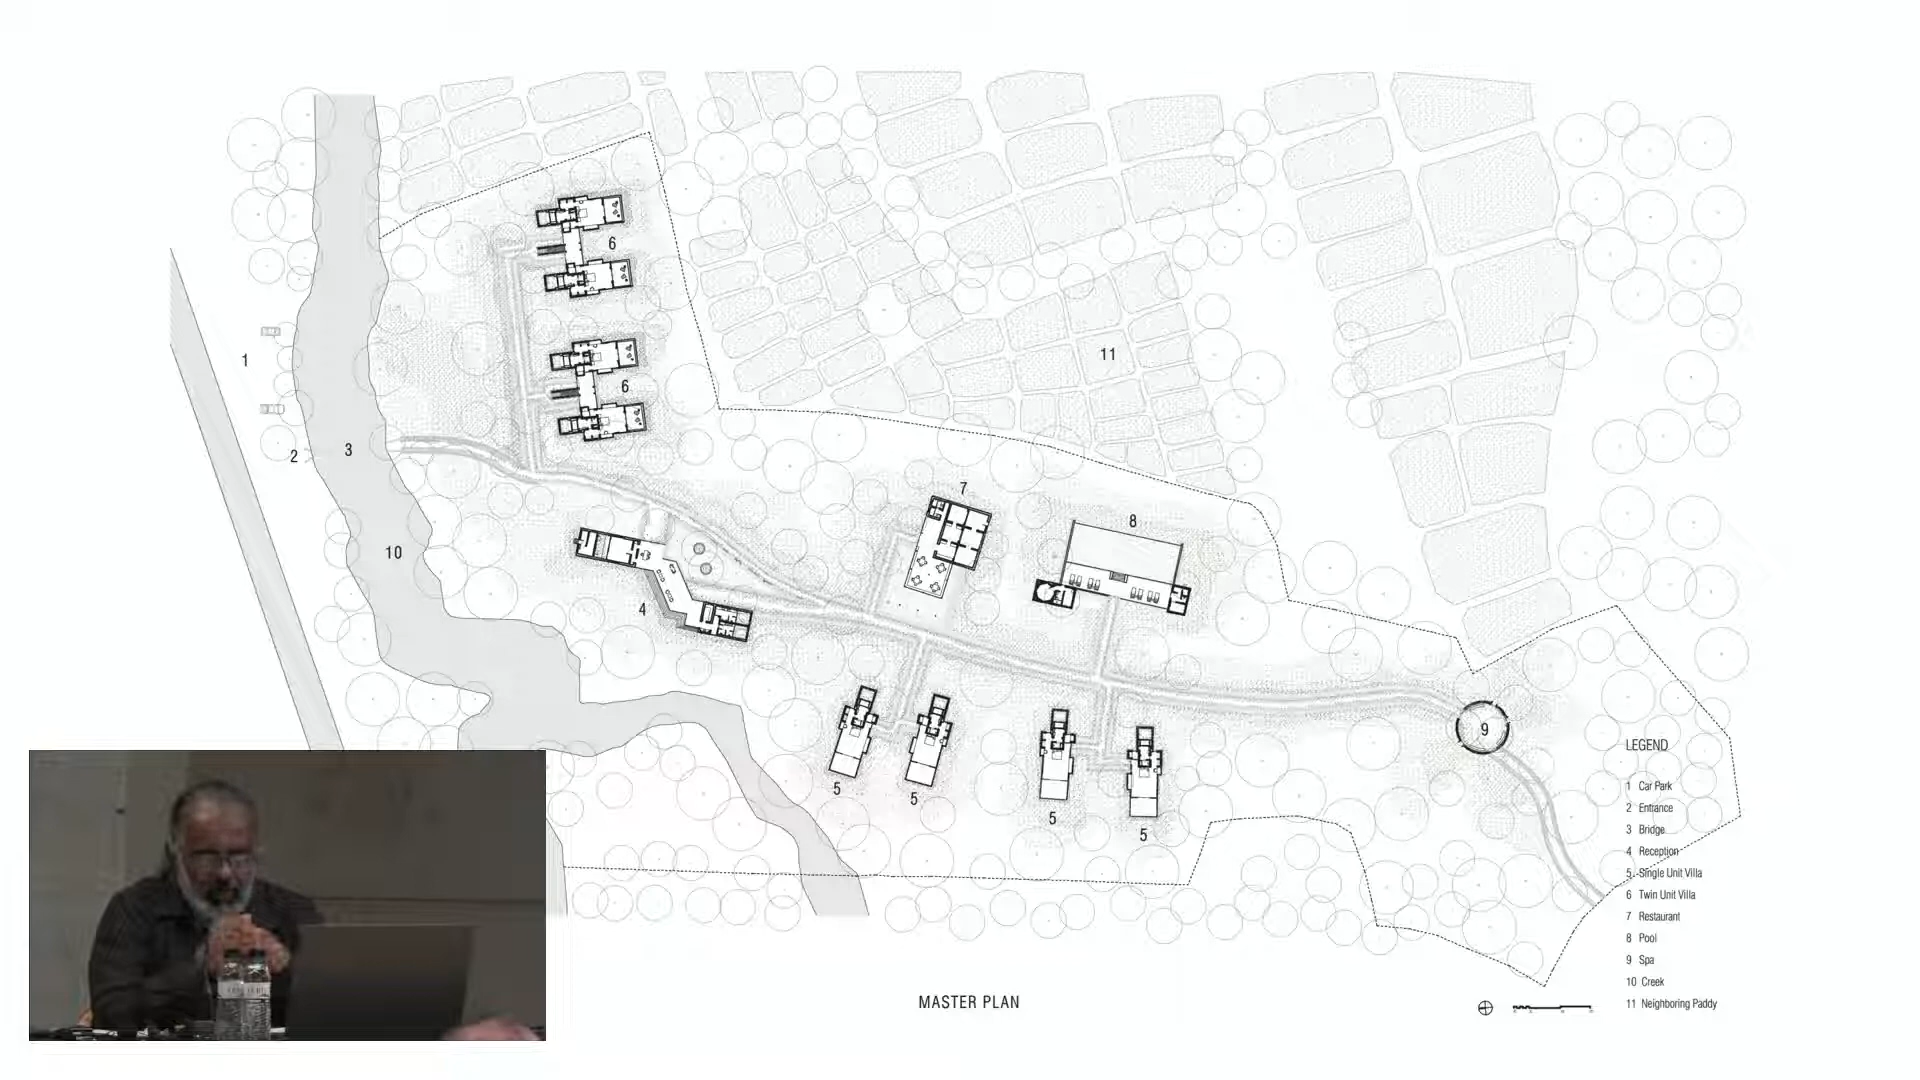 6
11
1
6
2
3
7
8
10
4
9
5
5
5
5
LEGEND
1 Car Park
2 Entrance
3 Bridge
4 Reception
5 Single Unit Villa
6 Twin Unit Villa
7 Restaurant
8 Pool
9 Spa
10 Creek
11 Neighboring Paddy
MASTER PLAN